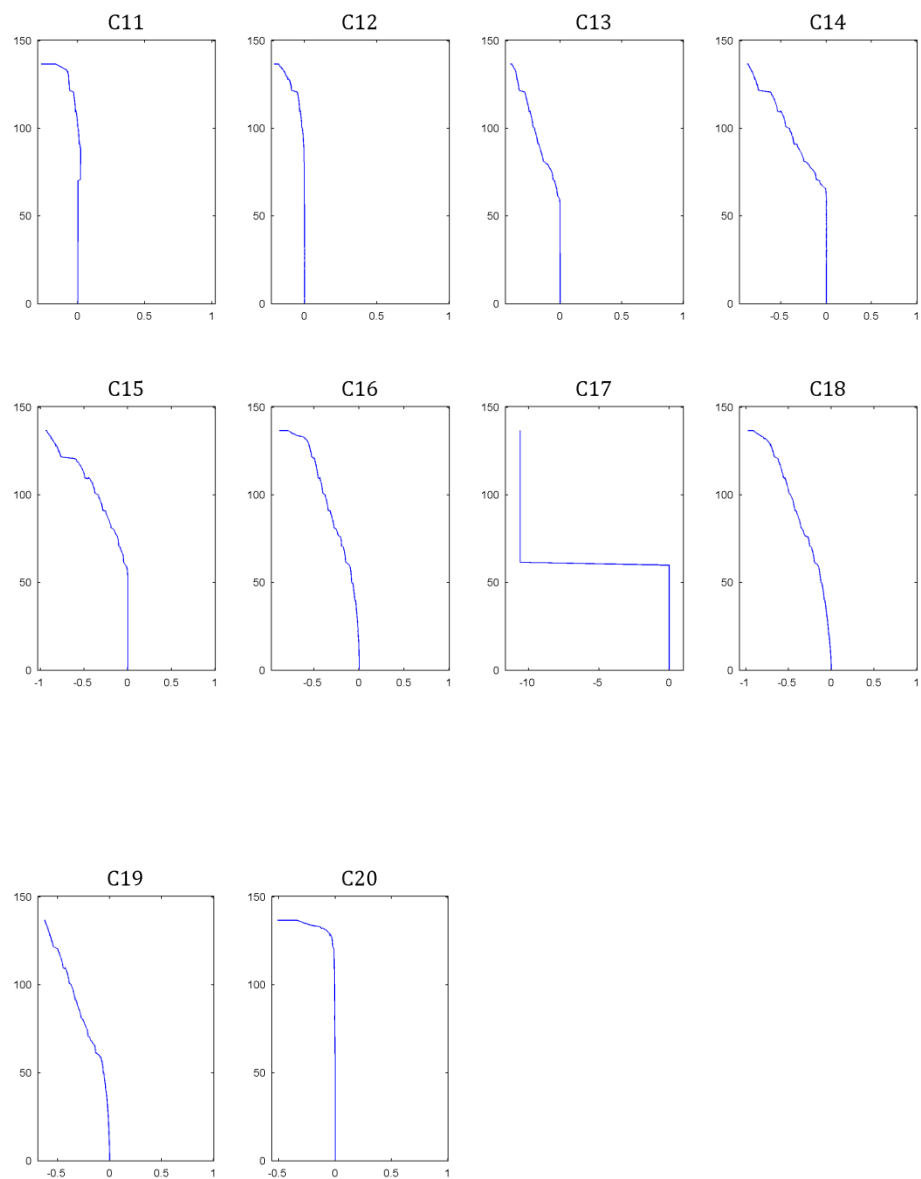 C11 C12 C13 C14
150 150 150 150
100 100 100 100
50 50 50 50
0 0 0 0
0 0.5 1 0 0.5 1 0 0.5 1 -0.5 0 0.5 1
C15 C16 C17 C18
150 150 150 150
100 100 100 100
50 50 50 50
0 0 0 0
-1 -0.5 0 0.5 1 -0.5 0 0.5 1 -10 -5 0 -1 -0.5 0 0.5 1
C19 C20
150 150
100 100
50 50
0 0
-0.5 0 0.5 1 -0.5 0 0.5 1